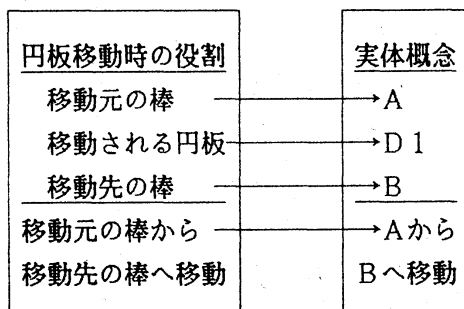 円板移動時の役割
移動元の棒
移動される円板
移動先の棒
移動元の棒から
移動先の棒へ移動
実体概念
A
D1
B
Aから
Bへ移動